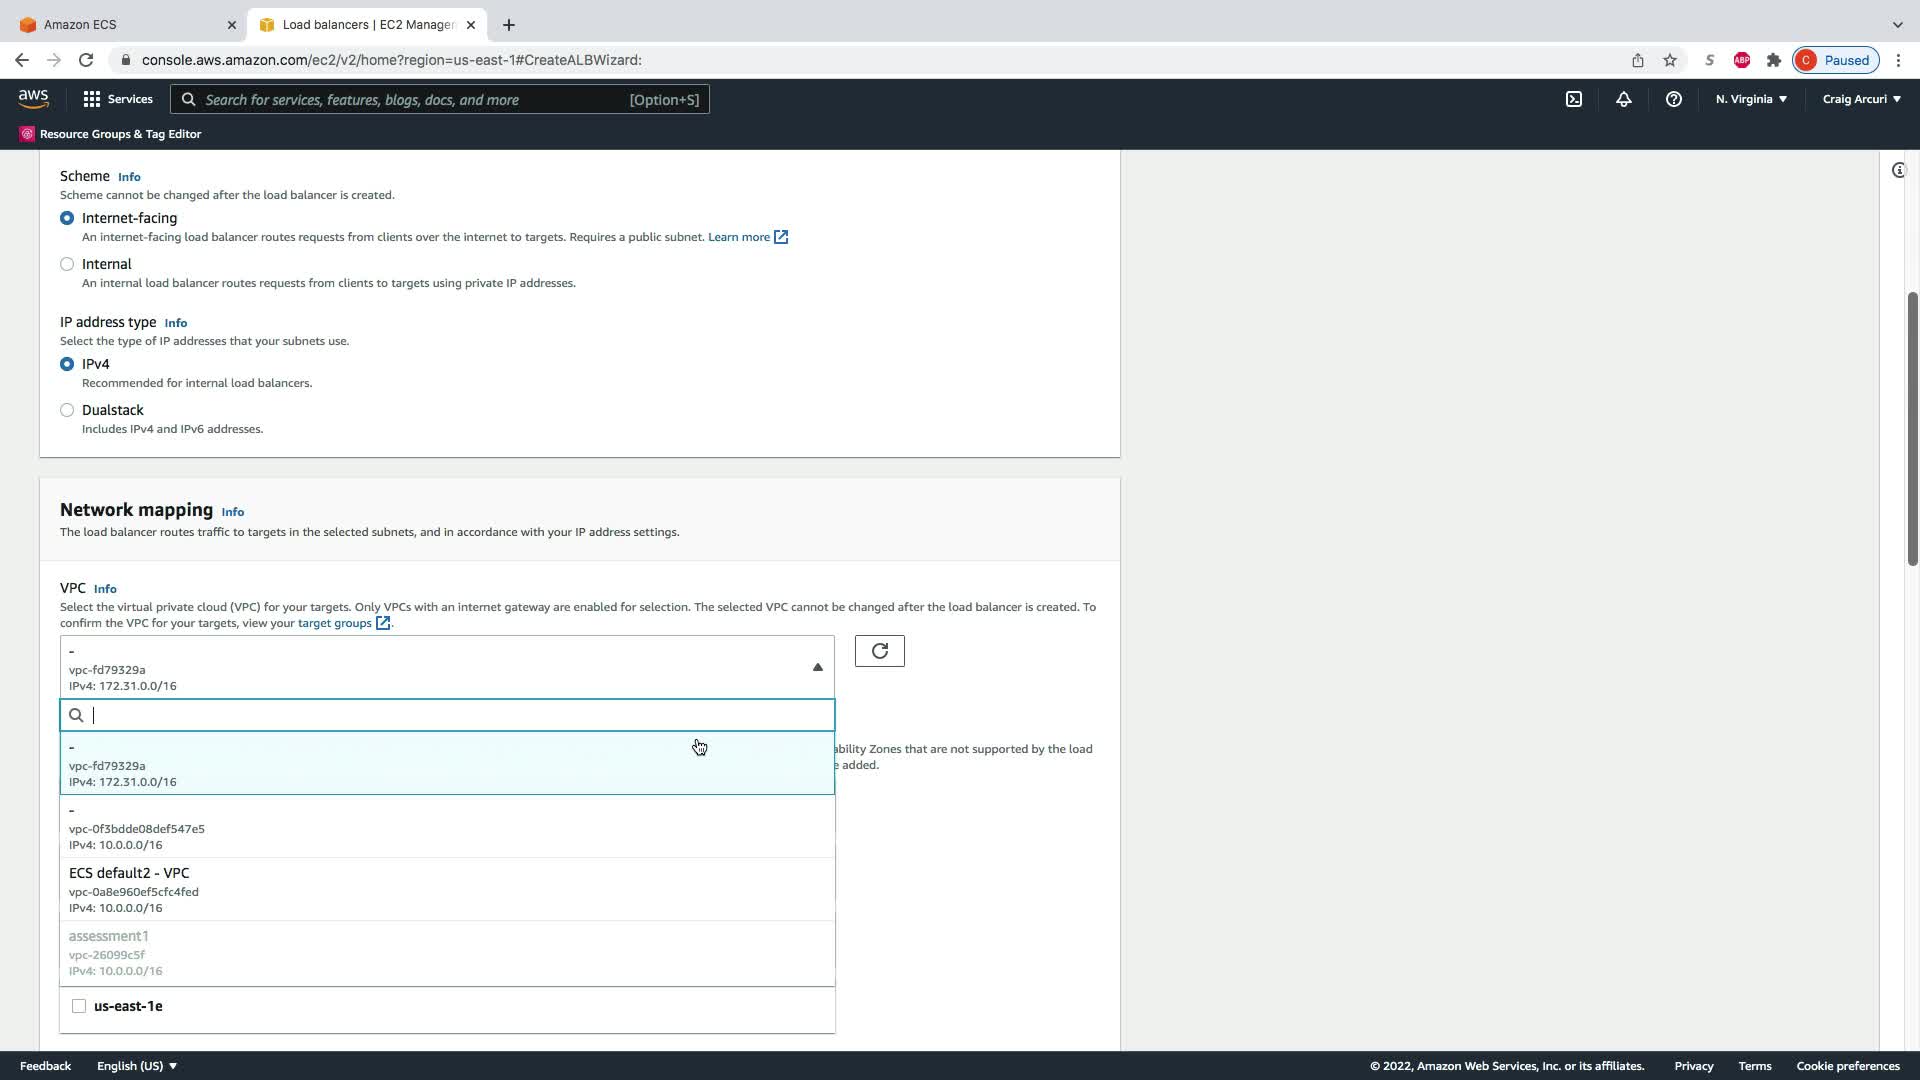 Amazon ECS
Load balancers | EC2 Manager
console.aws.amazon.com/ec2/v2/home?region=us-east-1#CreateALBWizard:
S
ABP
C Paused
aws
Services
Search for services, features, blogs, docs, and more [Option+S]
N. Virginia ▼
Craig Arcuri ▼
Resource Groups & Tag Editor
Scheme Info
Scheme cannot be changed after the load balancer is created.
Internet-facing
An internet-facing load balancer routes requests from clients over the internet to targets. Requires a public subnet. Learn more
Internal
An internal load balancer routes requests from clients to targets using private IP addresses.
IP address type Info
Select the type of IP addresses that your subnets use.
IPv4
Recommended for internal load balancers.
Dualstack
Includes IPv4 and IPv6 addresses.
Network mapping Info
The load balancer routes traffic to targets in the selected subnets, and in accordance with your IP address settings.
VPC Info
Select the virtual private cloud (VPC) for your targets. Only VPCs with an internet gateway are enabled for selection. The selected VPC cannot be changed after the load balancer is created. To
confirm the VPC for your targets, view your target groups.
-
vpc-fd79329a
IPv4: 172.31.0.0/16
-
vpc-fd79329a
IPv4: 172.31.0.0/16
ability Zones that are not supported by the load
e added.
-
vpc-0f3bdde08def547e5
IPv4: 10.0.0.0/16
ECS default2 - VPC
vpc-0a8e960ef5cfc4fed
IPv4: 10.0.0.0/16
assessment1
vpc-26099c5f
IPv4: 10.0.0.0/16
us-east-1e
Feedback
English (US) ▼
© 2022, Amazon Web Services, Inc. or its affiliates.
Privacy
Terms
Cookie preferences